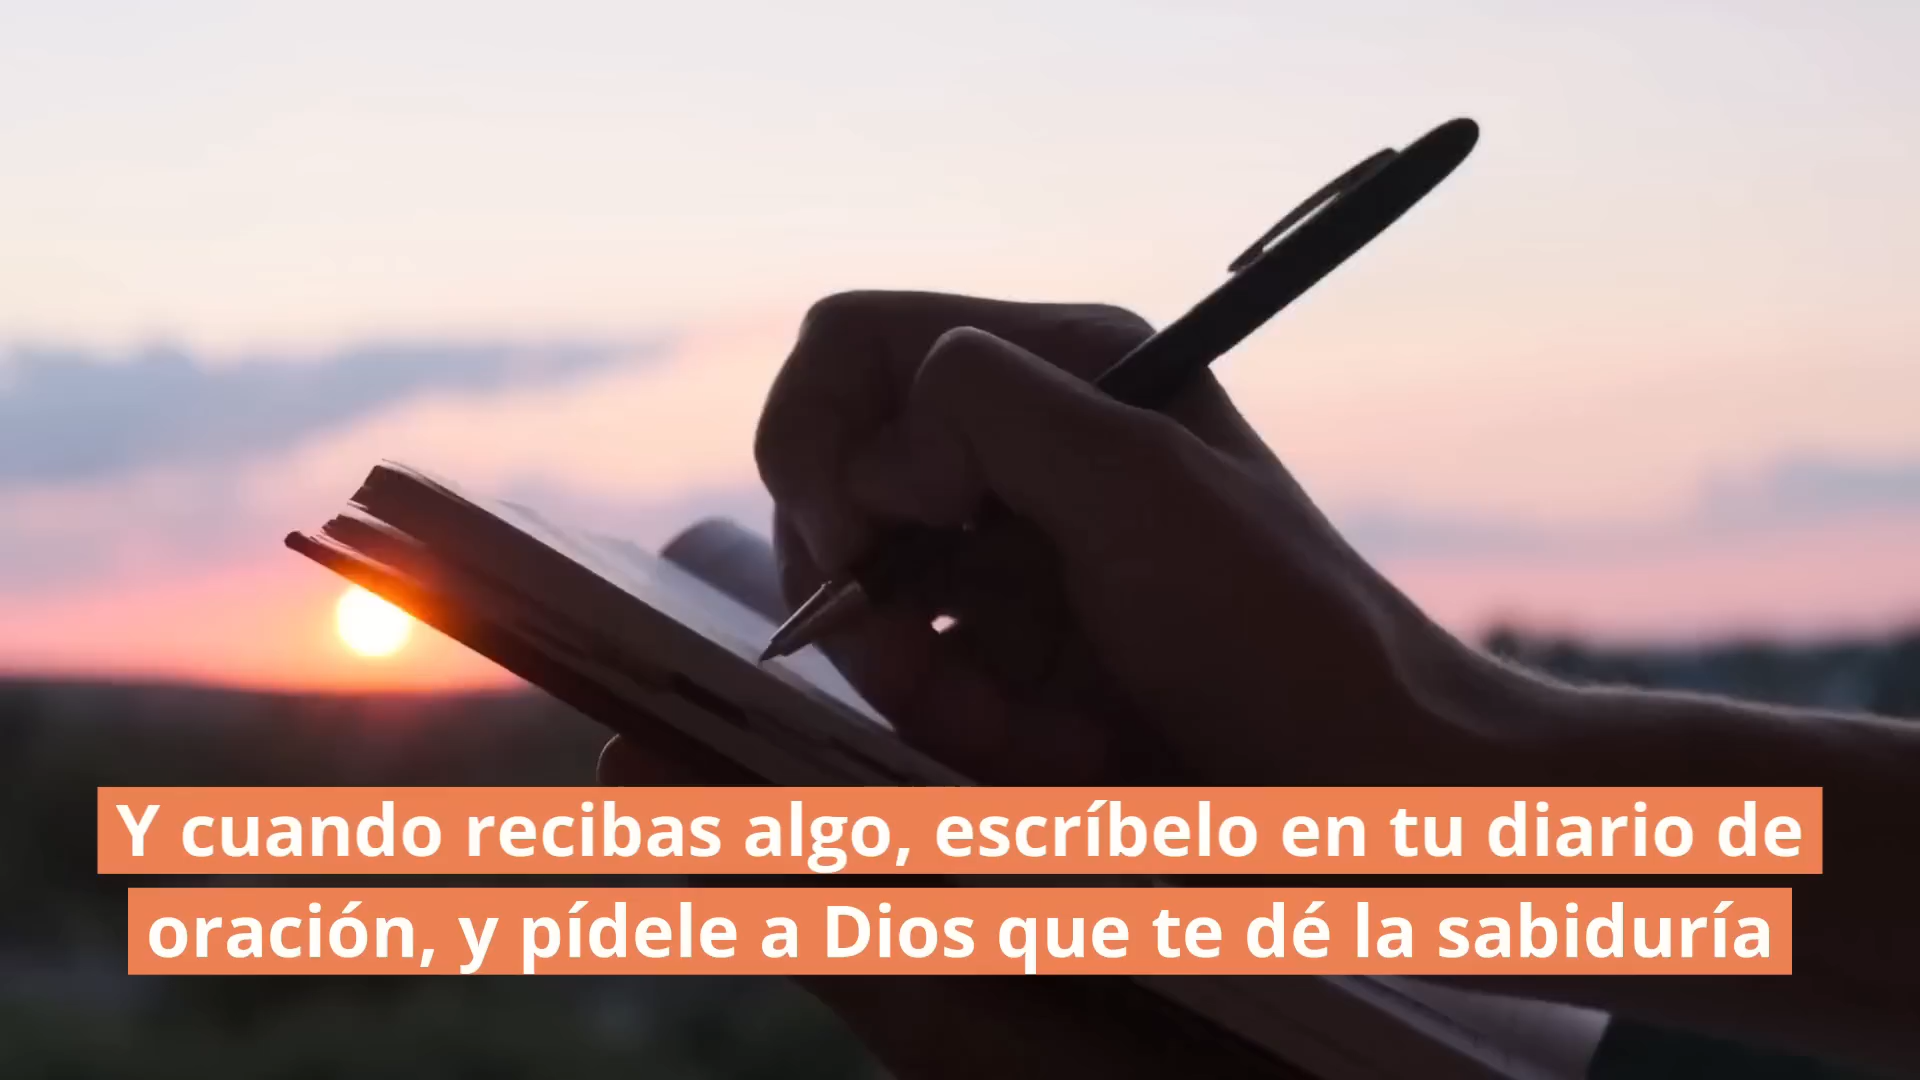 Y cuando recibas algo, escríbelo en tu diario de
oración, y pídele a Dios que te dé la sabiduría